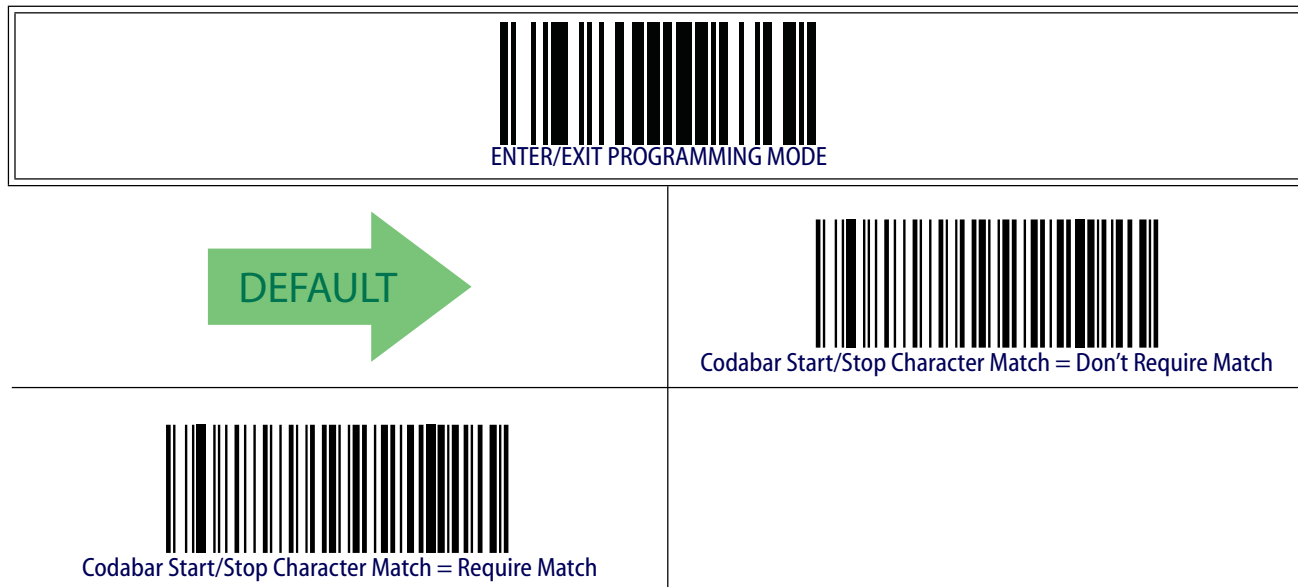 ENTER/EXIT PROGRAMMING MODE
DEFAULT
Codabar Start/Stop Character Match = Don’t Require Match
Codabar Start/Stop Character Match = Require Match